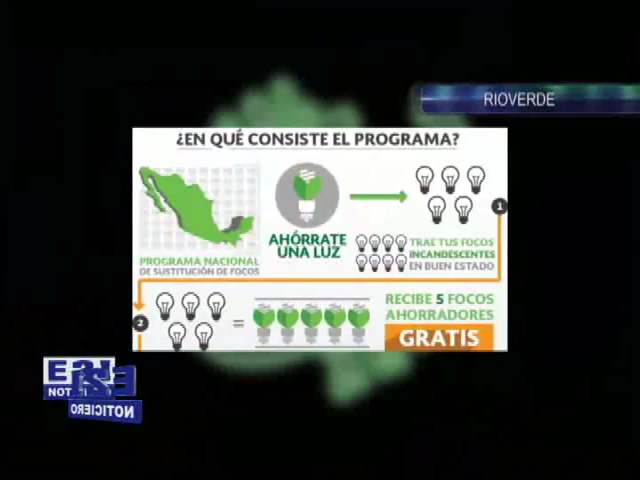 RIOVERDE
¿EN QUÉ CONSISTE EL PROGRAMA?
1
AHÓRRATE
UNA LUZ
TRAE TUS FOCOS
INCANDESCENTES
EN BUEN ESTADO
PROGRAMA NACIONAL
DE SUSTITUCIÓN DE FOCOS
2
=
RECIBE 5 FOCOS
AHORRADORES
GRATIS
NOTICIERO